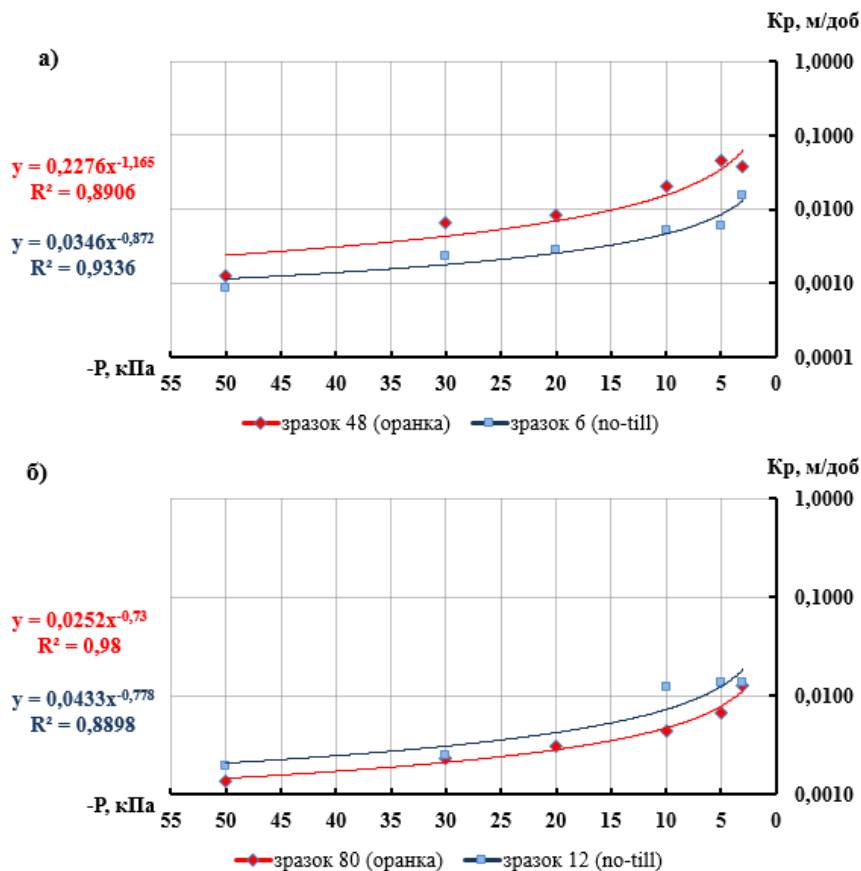 Кр, м/доб
а)
1,0000
0,1000
0,0100
0,0010
0,0001
y = 0,2276x^-1,165
R² = 0,8906
y = 0,0346x^-0,872
R² = 0,9336
-P, кПа
55 50 45 40 35 30 25 20 15 10 5 0
зразок 48 (оранка) зразок 6 (no-till)
б)
Кр, м/доб
1,0000
0,1000
0,0100
0,0010
y = 0,0252x^-0,73
R² = 0,98
y = 0,0433x^-0,778
R² = 0,8898
-P, кПа
55 50 45 40 35 30 25 20 15 10 5 0
зразок 80 (оранка) зразок 12 (no-till)